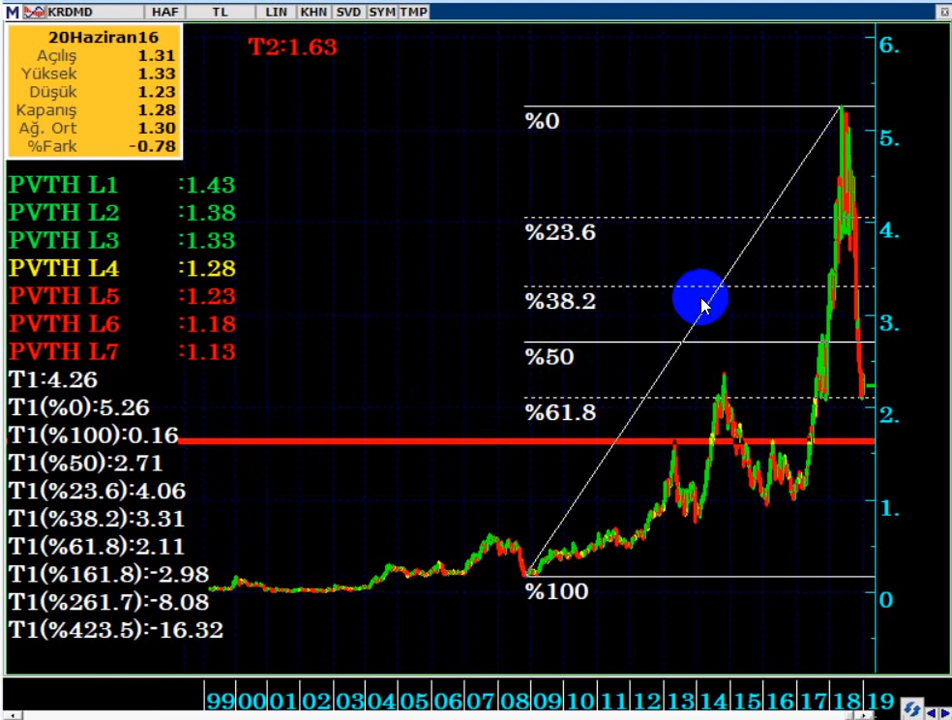 M KRDMD HAF TL LIN KHN SVD SYM TMP
20Haziran16
Açılış 1.31
Yüksek 1.33
Düşük 1.23
Kapanış 1.28
Ağ. Ort 1.30
%Fark -0.78
T2:1.63
PVTH L1 :1.43
PVTH L2 :1.38
PVTH L3 :1.33
PVTH L4 :1.28
PVTH L5 :1.23
PVTH L6 :1.18
PVTH L7 :1.13
T1:4.26
T1(%0):5.26
T1(%100):0.16
T1(%50):2.71
T1(%23.6):4.06
T1(%38.2):3.31
T1(%61.8):2.11
T1(%161.8):-2.98
T1(%261.7):-8.08
T1(%423.5):-16.32
%0
%23.6
%38.2
%50
%61.8
%100
6.
5.
4.
3.
2.
1.
0
99 00 01 02 03 04 05 06 07 08 09 10 11 12 13 14 15 16 17 18 19